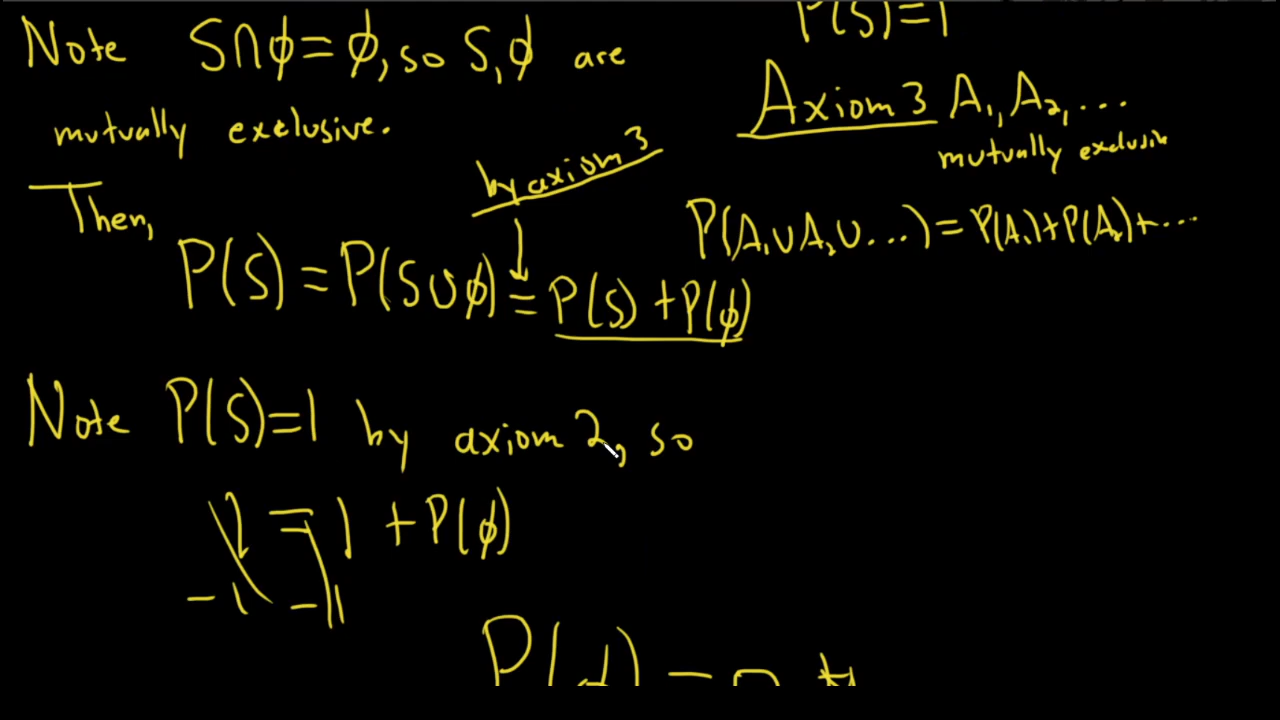 Note S∩ϕ=ϕ, so S,ϕ are
mutually exclusive.
Then,
by axiom 3
P(S) = P(S∪ϕ) = P(S) + P(ϕ)
Note P(S)=1 by axiom 2, so
1 = 1 + P(ϕ)
-1 -1
P(ϕ) = 0
P(S)=1
Axiom 3 A₁, A₂, ...
mutually exclusive
P(A₁∪A₂∪...) = P(A₁)+P(A₂)+...